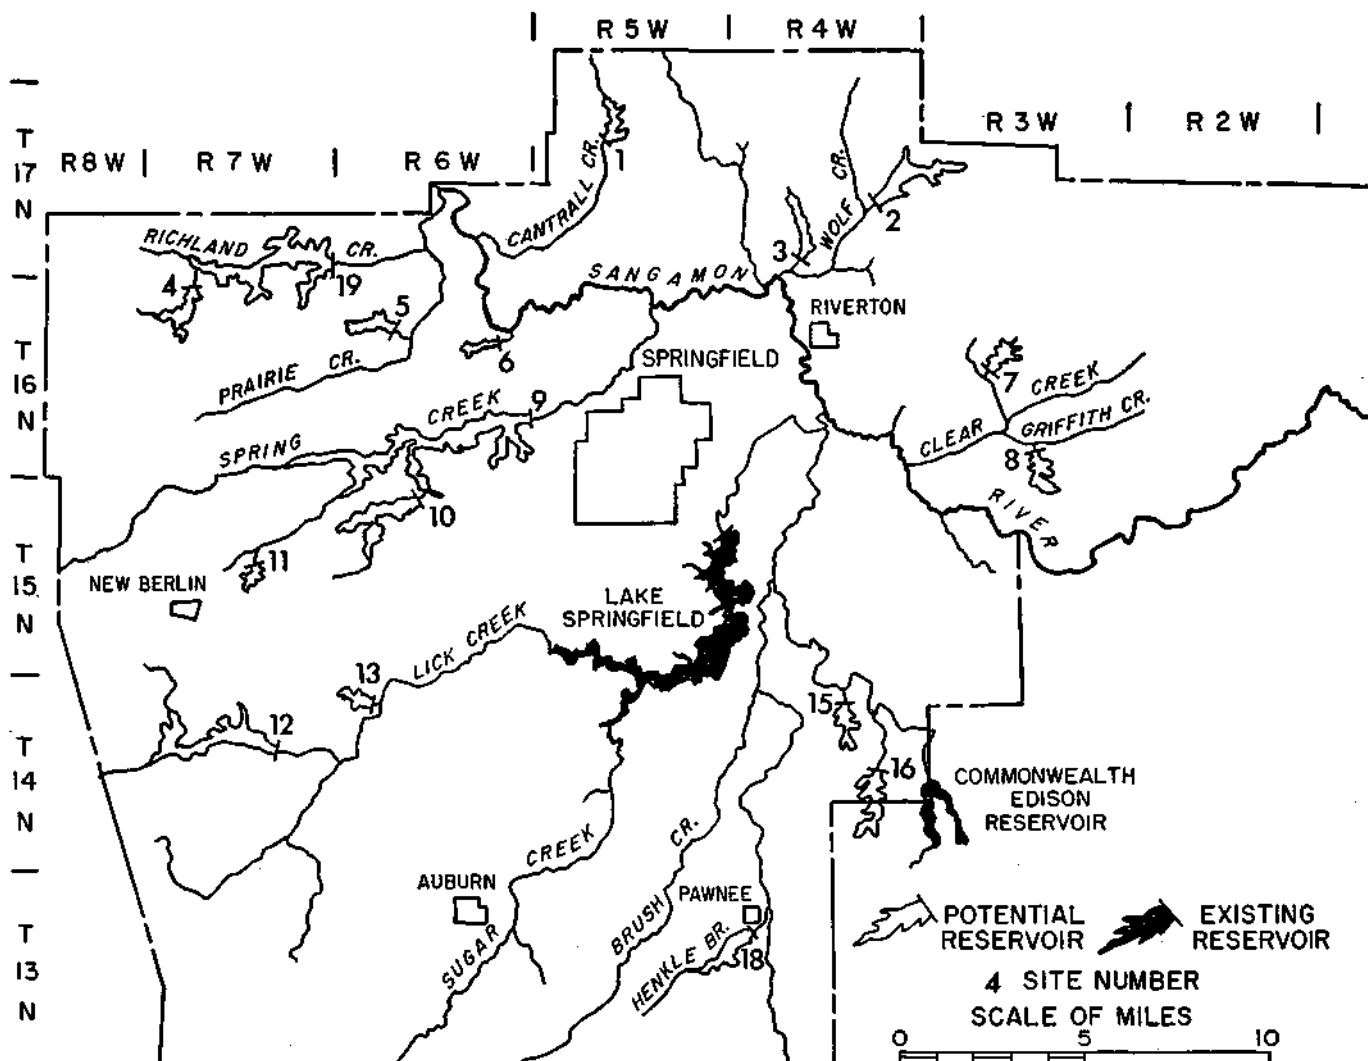 R 5 W
R 4 W
R 3 W
R 2 W
R 8 W
R 7 W
R 6 W
T
17
N
CANTRALL CR.
1
WOLF CR.
2
3
RICHLAND CR.
4
19
5
SANGAMON
6
RIVERTON
T
16
N
PRAIRIE CR.
SPRINGFIELD
7
CLEAR CREEK
GRIFFITH CR.
8
SPRING CREEK
9
10
11
RIVER
T
15
N
NEW BERLIN
LAKE
SPRINGFIELD
LICK CREEK
13
12
15
16
T
14
N
COMMONWEALTH
EDISON
RESERVOIR
AUBURN
SUGAR CREEK
BRUSH CR.
PAWNEE
HENKLE BR.
18
T
13
N
POTENTIAL
RESERVOIR
EXISTING
RESERVOIR
4 SITE NUMBER
SCALE OF MILES
0 5 10